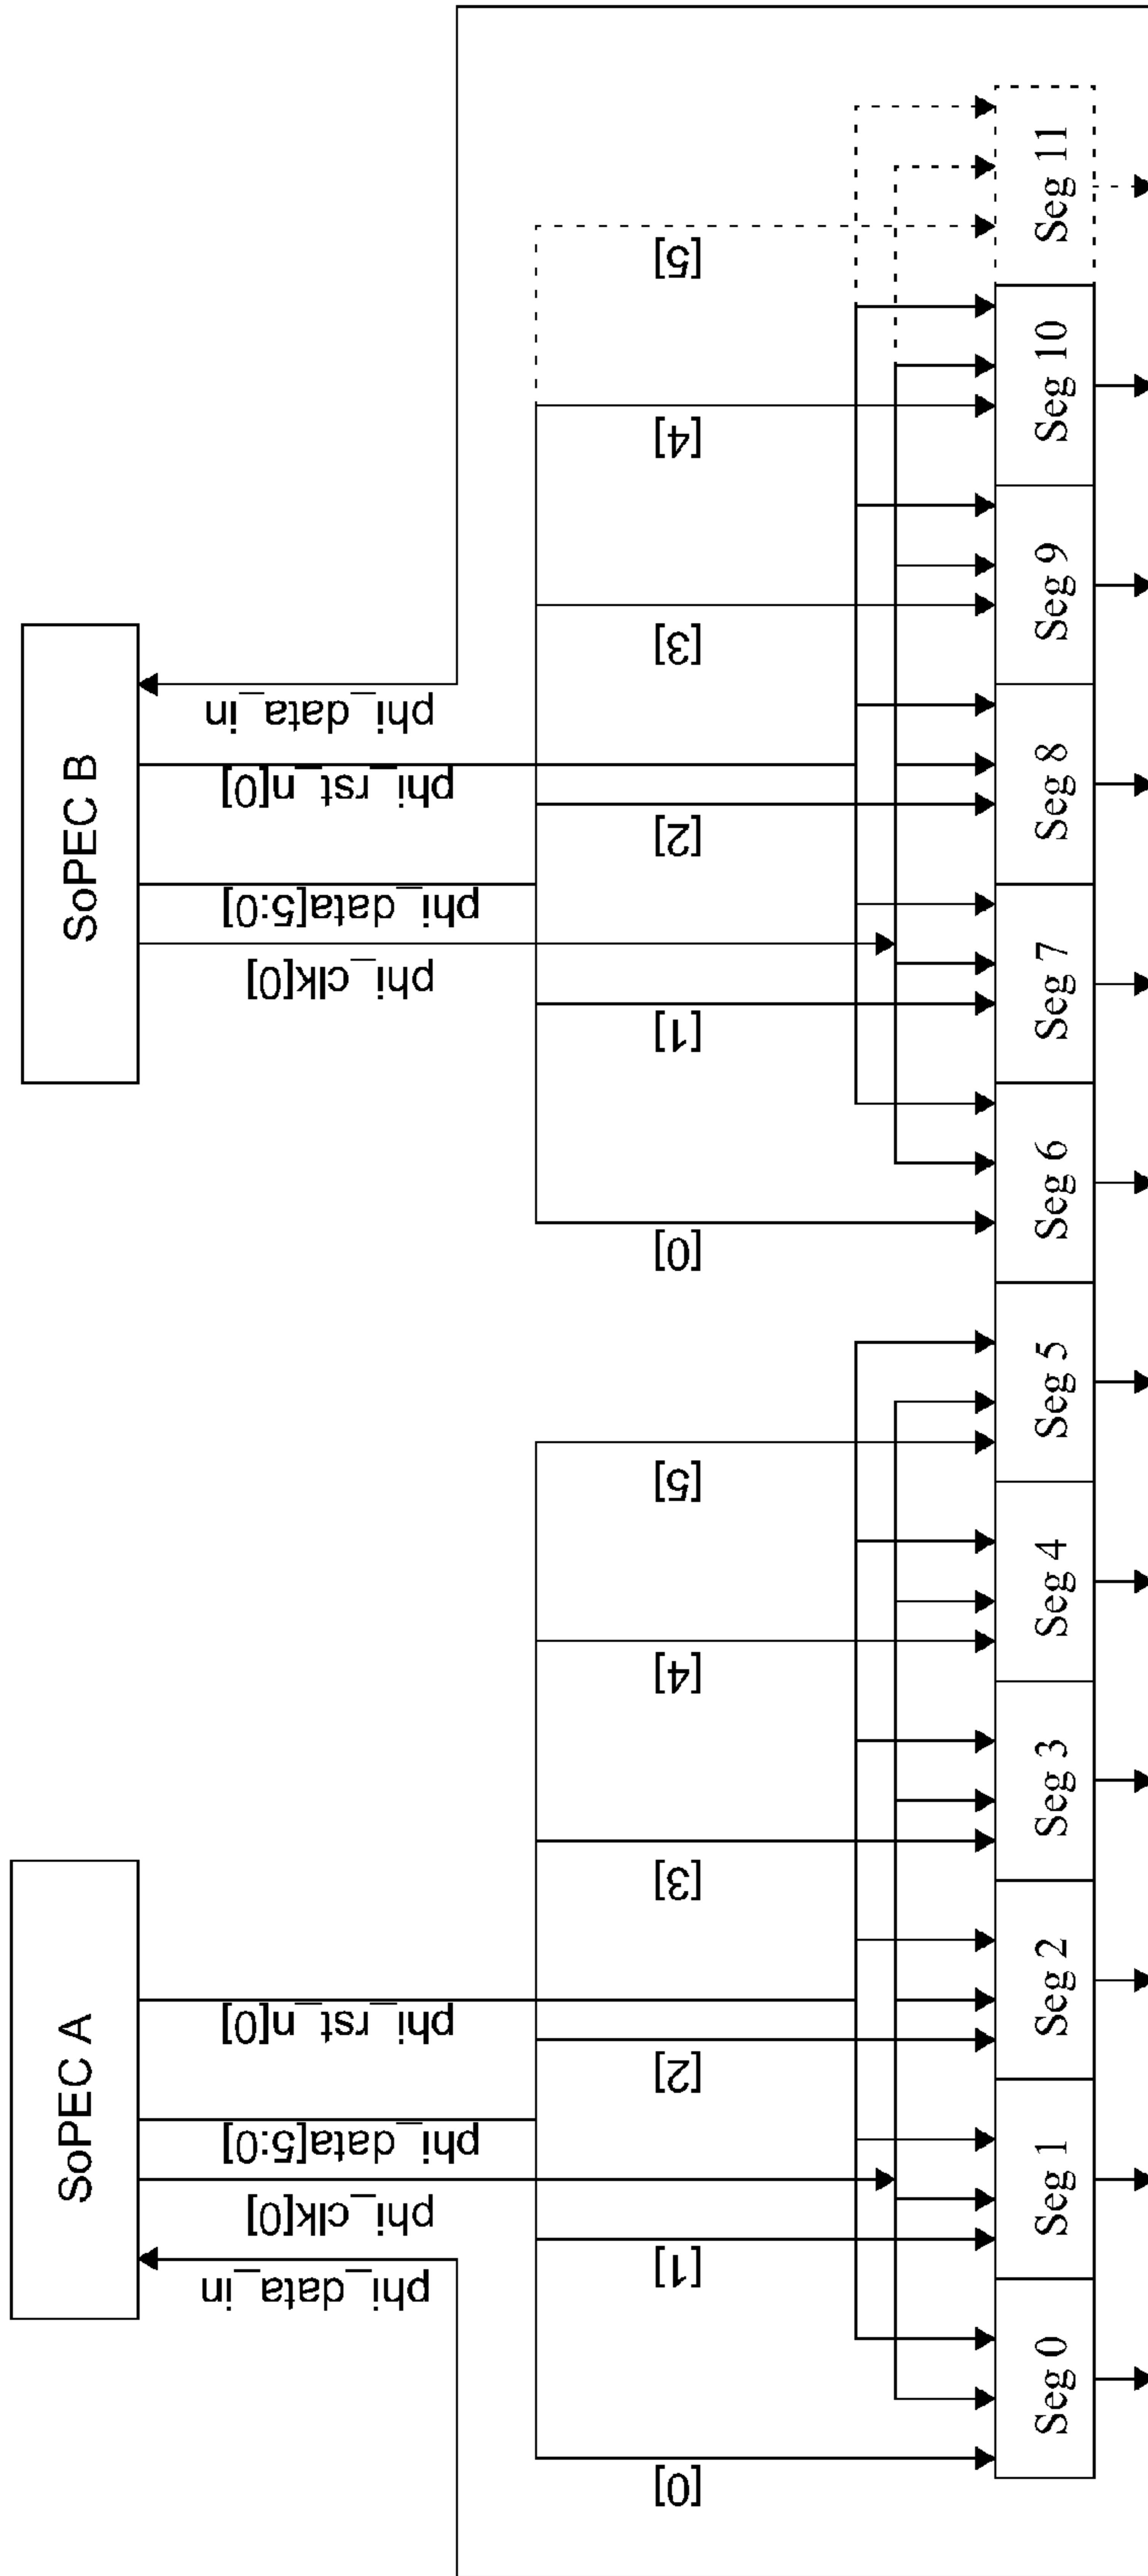 SoPEC A
SoPEC B
phi_data_in
phi_clk[0]
phi_data[5:0]
phi_rst_n[0]
phi_clk[0]
phi_data[5:0]
phi_rst_n[0]
phi_data_in
[0]
[1]
[2]
[3]
[4]
[5]
[0]
[1]
[2]
[3]
[4]
[5]
Seg 0
Seg 1
Seg 2
Seg 3
Seg 4
Seg 5
Seg 6
Seg 7
Seg 8
Seg 9
Seg 10
Seg 11